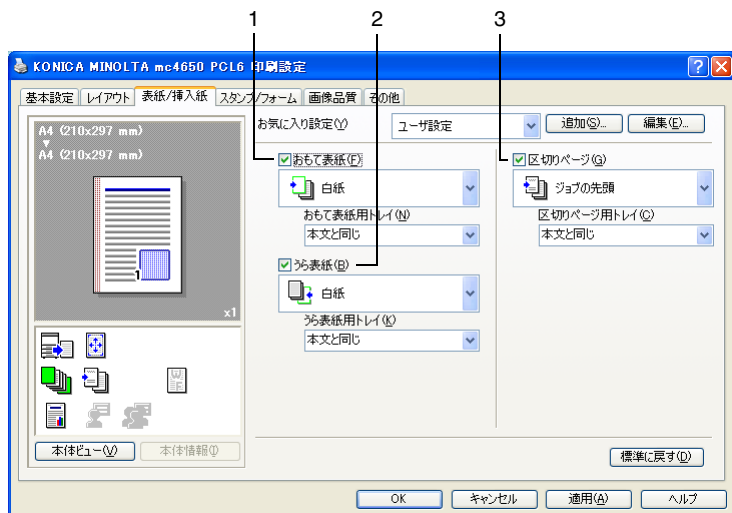 1 2 3
KONICA MINOLTA mc4650 PCL6 印刷設定
基本設定 レイアウト 表紙/挿入紙 スタンプ/フォーム 画像品質 その他
A4 (210x297 mm)
A4 (210x297 mm)
1
x1
本体ビュー(V) 本体情報(I)
お気に入り設定(Y) ユーザ設定 追加(S)... 編集(E)...
おもて表紙(F)
白紙
おもて表紙用トレイ(N)
本文と同じ
うら表紙(B)
白紙
うら表紙用トレイ(K)
本文と同じ
区切りページ(G)
ジョブの先頭
区切りページ用トレイ(C)
本文と同じ
標準に戻す(D)
OK キャンセル 適用(A) ヘルプ